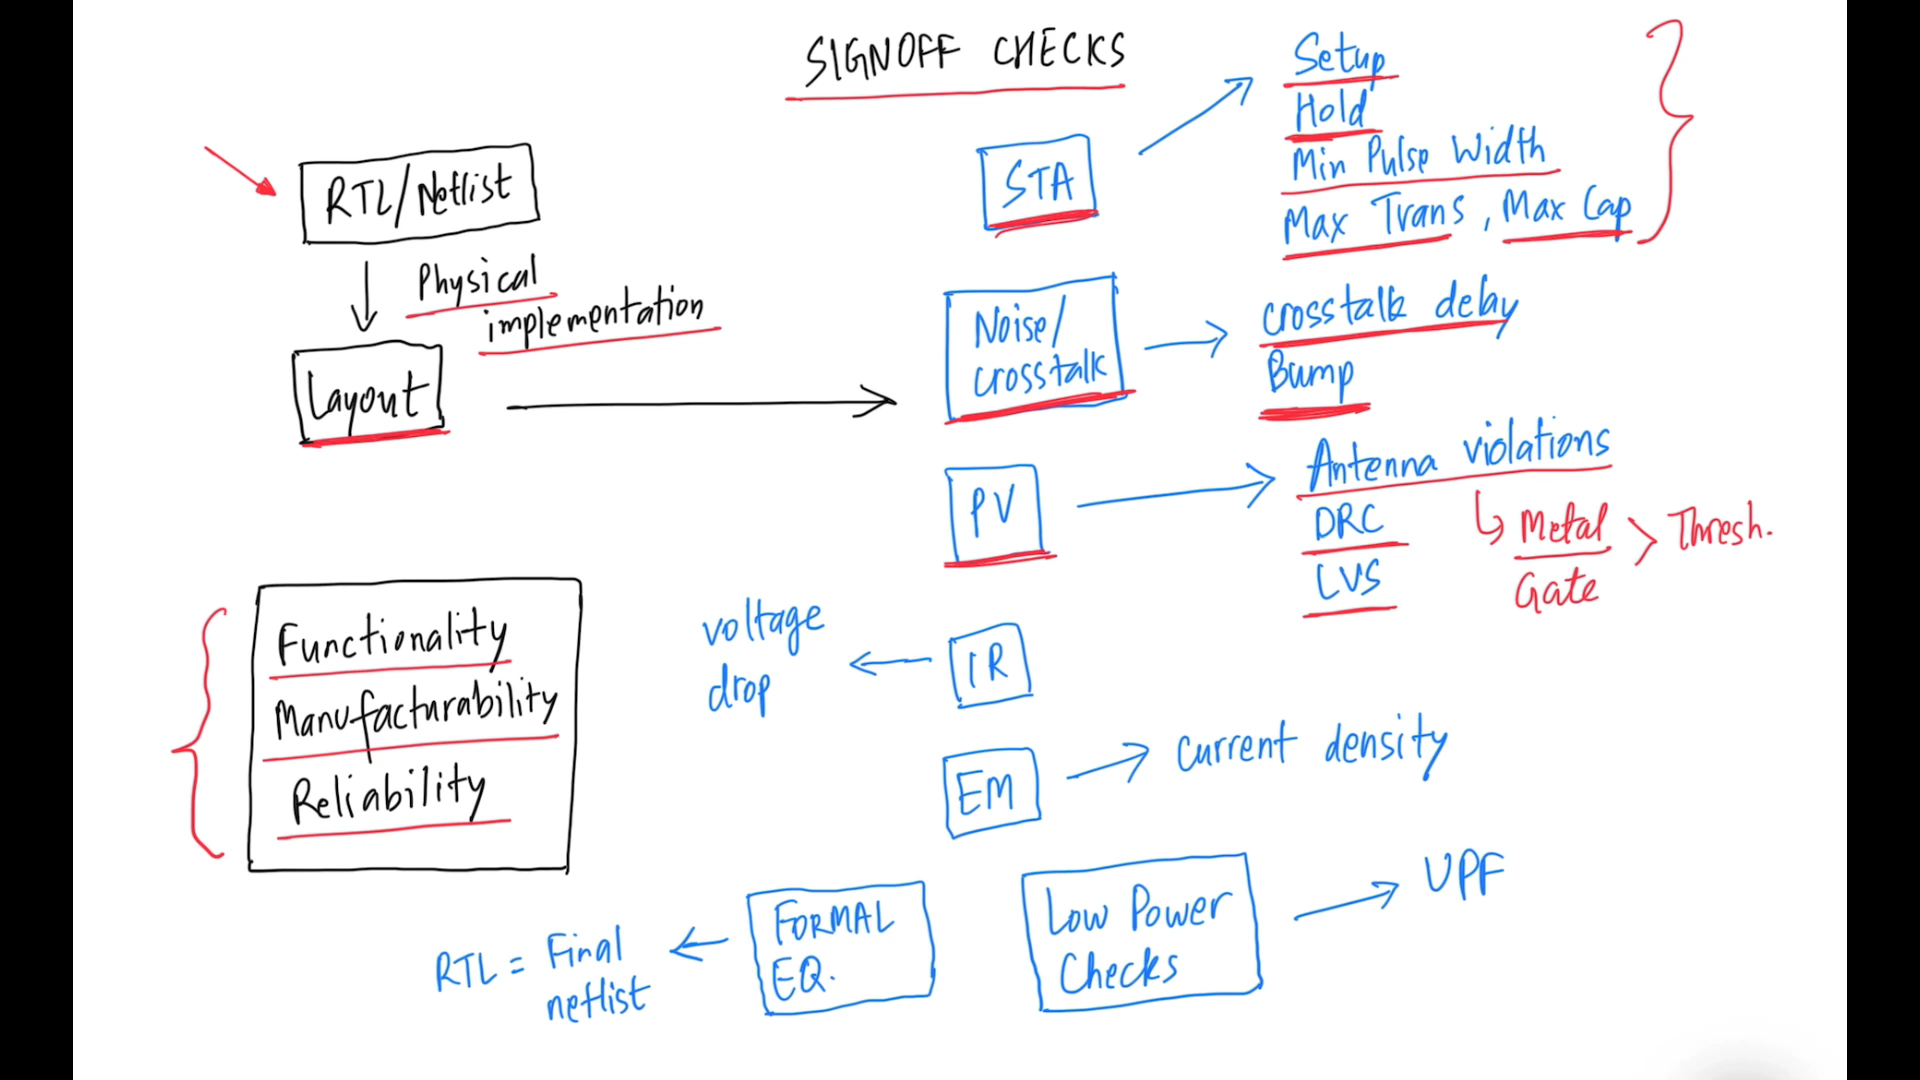 SIGNOFF CHECKS
RTL/Netlist
Physical
implementation
Layout
Functionality
Manufacturability
Reliability
STA
Setup
Hold
Min Pulse Width
Max Trans, Max Cap
Noise/
crosstalk
crosstalk delay
Bump
PV
Antenna violations
DRC
LVS
Metal
Gate
> Thresh.
IR
voltage
drop
EM
Current density
FORMAL
EQ.
RTL = Final
netlist
Low Power
Checks
UPF